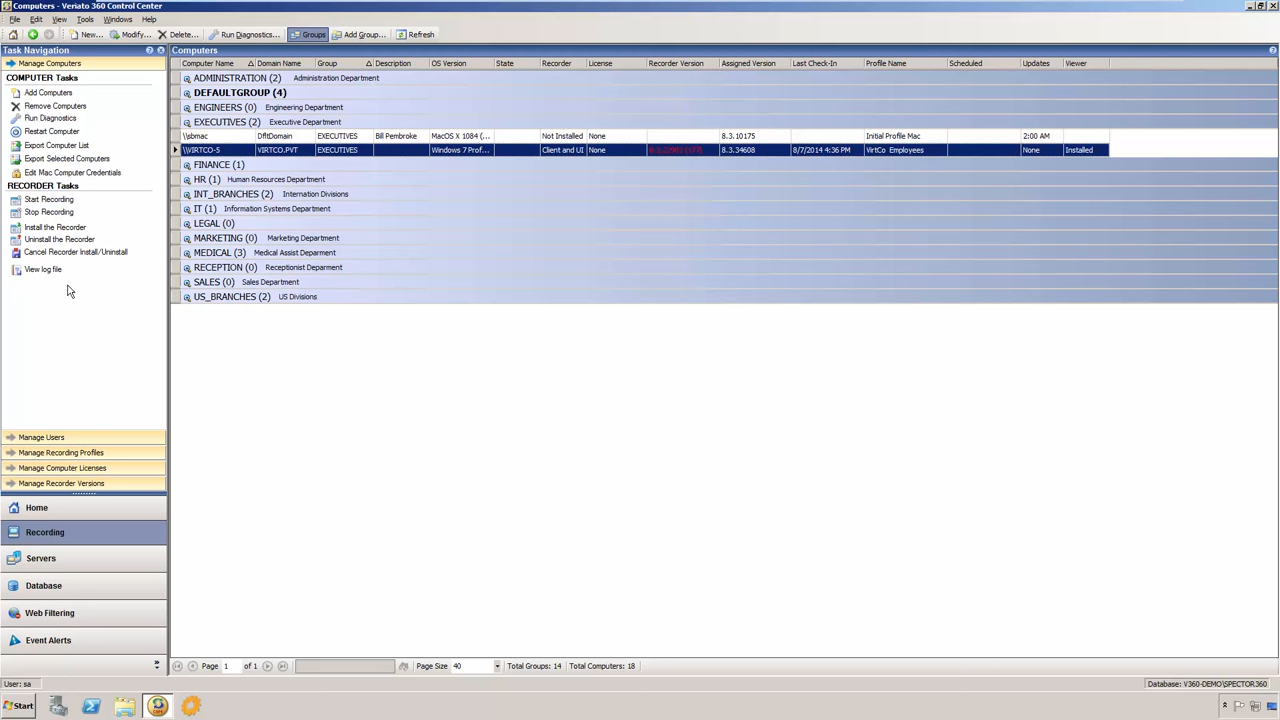 Computers - Veriato 360 Control Center
File Edit View Tools Windows Help
New... Modify... Delete... Run Diagnostics... Groups Add Group... Refresh
Task Navigation
Manage Computers
COMPUTER Tasks
Add Computers
Remove Computers
Run Diagnostics
Restart Computer
Export Computer List
Export Selected Computers
Edit Mac Computer Credentials
RECORDER Tasks
Start Recording
Stop Recording
Install the Recorder
Uninstall the Recorder
Cancel Recorder Install/Uninstall
View log file
Manage Users
Manage Recording Profiles
Manage Computer Licenses
Manage Recorder Versions
Home
Recording
Servers
Database
Web Filtering
Event Alerts
Computers
Computer Name Domain Name Group Description OS Version State Recorder License Recorder Version Assigned Version Last Check-In Profile Name Scheduled Updates Viewer
ADMINISTRATION (2) Administration Department
DEFAULTGROUP (4)
ENGINEERS (0) Engineering Department
EXECUTIVES (2) Executive Department
\\sbmac DfltDomain EXECUTIVES Bill Pembroke MacOS X 1084 (... Not Installed None 8.3.10175 Initial Profile Mac 2:00 AM
\\VIRTCO-5 VIRTCO.PVT EXECUTIVES Windows 7 Prof... Client and UI None 8.3.34608 8/7/2014 4:36 PM VirtCo Employees None Installed
FINANCE (1)
HR (1) Human Resources Department
INT_BRANCHES (2) Internation Divisions
IT (1) Information Systems Department
LEGAL (0)
MARKETING (0) Marketing Department
MEDICAL (3) Medical Assist Deparment
RECEPTION (0) Receptionist Deparment
SALES (0) Sales Department
US_BRANCHES (2) US Divisions
Page 1 of 1 Page Size 40 Total Groups: 14 Total Computers: 18
User: sa
Database: V360-DEMO\SPECTOR360
Start